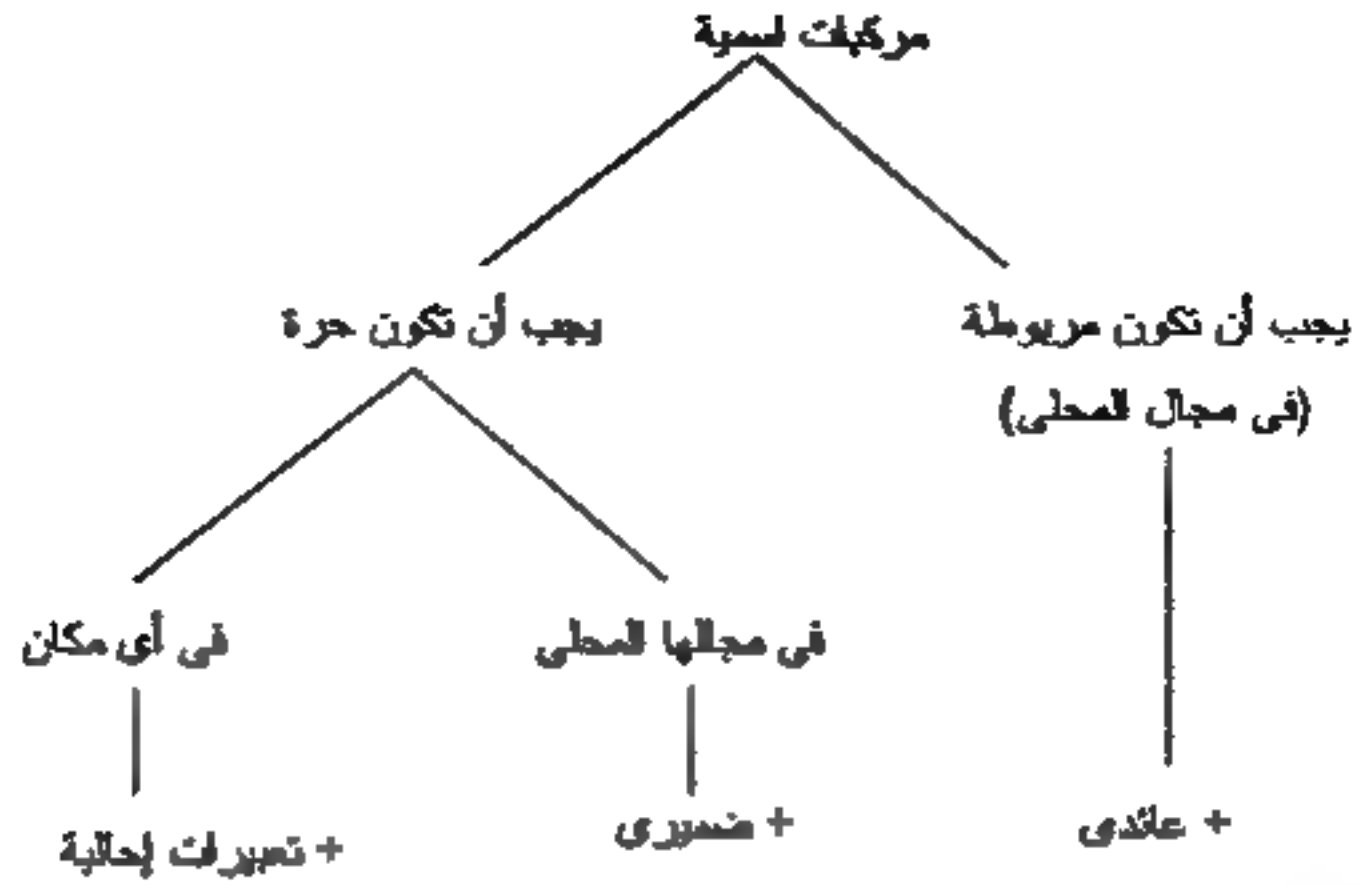 مركبات اسمية
يجب أن تكون مربوطة
يجب أن تكون حرة
(فى مجال المحلى)
فى مجالها المحلى
فى أى مكان
+ عائدى
+ ضميرى
+ تعبيرات إحالية